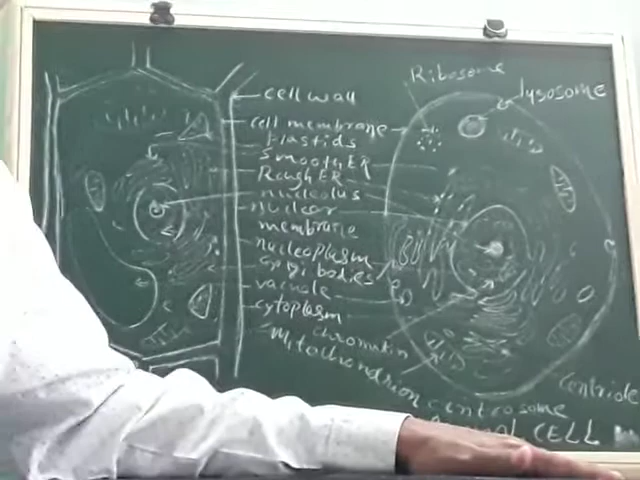 Ribosome
lysosome
cell wall
cell membrane
Plastids
Smooth ER
Rough ER
nucleolus
nuclear
membrane
nucleoplasm
golgi bodies
vacuole
cytoplasm
chromatin
Mitochondrion
centrosome
centriole
CELL